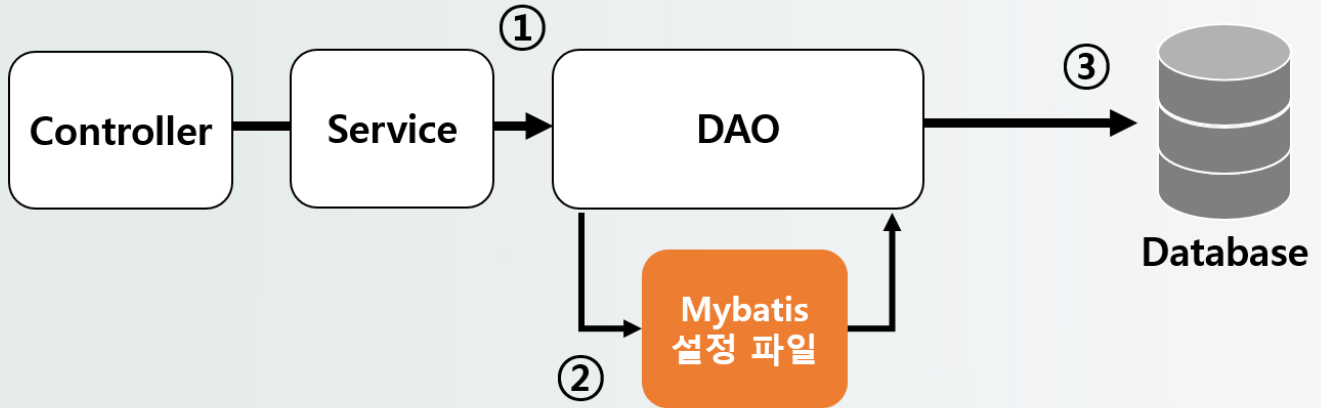 ①
③
Controller
Service
DAO
Database
Mybatis
설정 파일
②